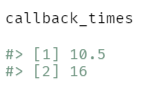 callback_times
#> [1] 10.5
#> [2] 16